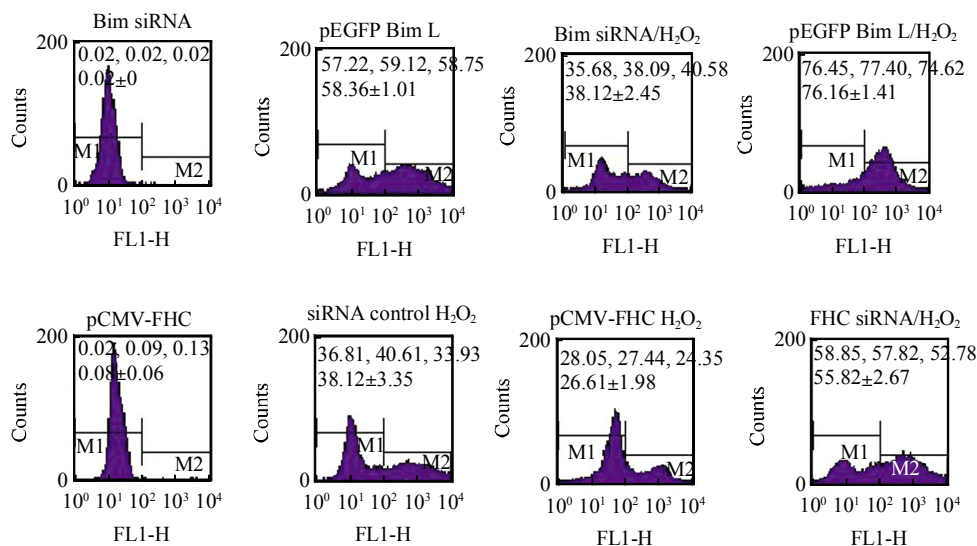 Bim siRNA
200
0.02, 0.02, 0.02
0.02±0
Counts
M1
M2
0
10⁰ 10¹ 10² 10³ 10⁴
FL1-H
pEGFP Bim L
200
57.22, 59.12, 58.75
58.36±1.01
Counts
M1
M2
0
10⁰ 10¹ 10² 10³ 10⁴
FL1-H
Bim siRNA/H₂O₂
200
35.68, 38.09, 40.58
38.12±2.45
Counts
M1
M2
0
10⁰ 10¹ 10² 10³ 10⁴
FL1-H
pEGFP Bim L/H₂O₂
200
76.45, 77.40, 74.62
76.16±1.41
Counts
M1
M2
0
10⁰ 10¹ 10² 10³ 10⁴
FL1-H
pCMV-FHC
200
0.02, 0.09, 0.13
0.08±0.06
Counts
M1
M2
0
10⁰ 10¹ 10² 10³ 10⁴
FL1-H
siRNA control H₂O₂
200
36.81, 40.61, 33.93
38.12±3.35
Counts
M1
M2
0
10⁰ 10¹ 10² 10³ 10⁴
FL1-H
pCMV-FHC H₂O₂
200
28.05, 27.44, 24.35
26.61±1.98
Counts
M1
M2
0
10⁰ 10¹ 10² 10³ 10⁴
FL1-H
FHC siRNA/H₂O₂
200
58.85, 57.82, 52.78
55.82±2.67
Counts
M1
M2
0
10⁰ 10¹ 10² 10³ 10⁴
FL1-H